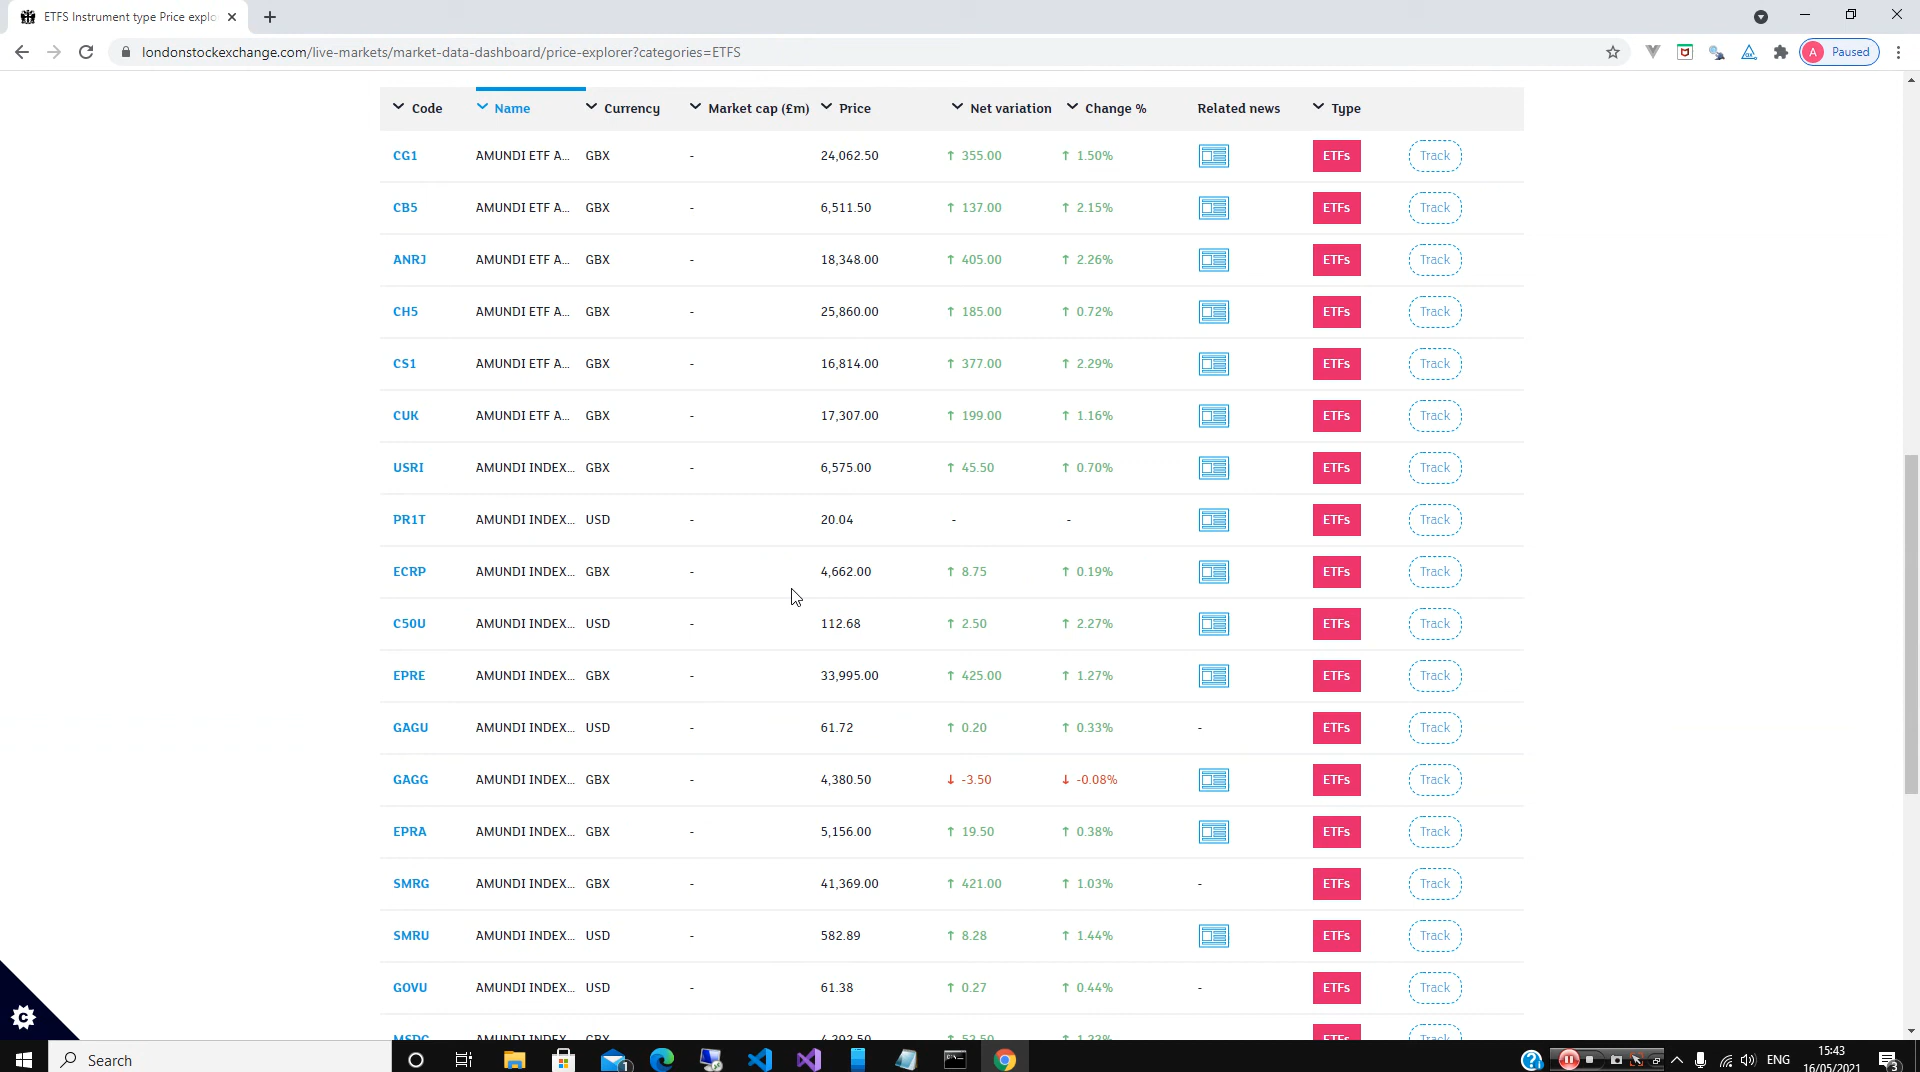 ETFS Instrument type Price explo
londonstockexchange.com/live-markets/market-data-dashboard/price-explorer?categories=ETFS
A Paused
Code Name Currency Market cap (£m) Price Net variation Change % Related news Type
CG1 AMUNDI ETF A... GBX - 24,062.50 ↑ 355.00 ↑ 1.50% ETFs Track
CB5 AMUNDI ETF A... GBX - 6,511.50 ↑ 137.00 ↑ 2.15% ETFs Track
ANRJ AMUNDI ETF A... GBX - 18,348.00 ↑ 405.00 ↑ 2.26% ETFs Track
CH5 AMUNDI ETF A... GBX - 25,860.00 ↑ 185.00 ↑ 0.72% ETFs Track
CS1 AMUNDI ETF A... GBX - 16,814.00 ↑ 377.00 ↑ 2.29% ETFs Track
CUK AMUNDI ETF A... GBX - 17,307.00 ↑ 199.00 ↑ 1.16% ETFs Track
USRI AMUNDI INDEX... GBX - 6,575.00 ↑ 45.50 ↑ 0.70% ETFs Track
PR1T AMUNDI INDEX... USD - 20.04 - - ETFs Track
ECRP AMUNDI INDEX... GBX - 4,662.00 ↑ 8.75 ↑ 0.19% ETFs Track
C50U AMUNDI INDEX... USD - 112.68 ↑ 2.50 ↑ 2.27% ETFs Track
EPRE AMUNDI INDEX... GBX - 33,995.00 ↑ 425.00 ↑ 1.27% ETFs Track
GAGU AMUNDI INDEX... USD - 61.72 ↑ 0.20 ↑ 0.33% - ETFs Track
GAGG AMUNDI INDEX... GBX - 4,380.50 ↓ -3.50 ↓ -0.08% ETFs Track
EPRA AMUNDI INDEX... GBX - 5,156.00 ↑ 19.50 ↑ 0.38% ETFs Track
SMRG AMUNDI INDEX... GBX - 41,369.00 ↑ 421.00 ↑ 1.03% - ETFs Track
SMRU AMUNDI INDEX... USD - 582.89 ↑ 8.28 ↑ 1.44% ETFs Track
GOVU AMUNDI INDEX... USD - 61.38 ↑ 0.27 ↑ 0.44% - ETFs Track
AMUNDI INDEX... GBX - ETFs Track
Search
1
ENG
15:43
16/05/2021
3